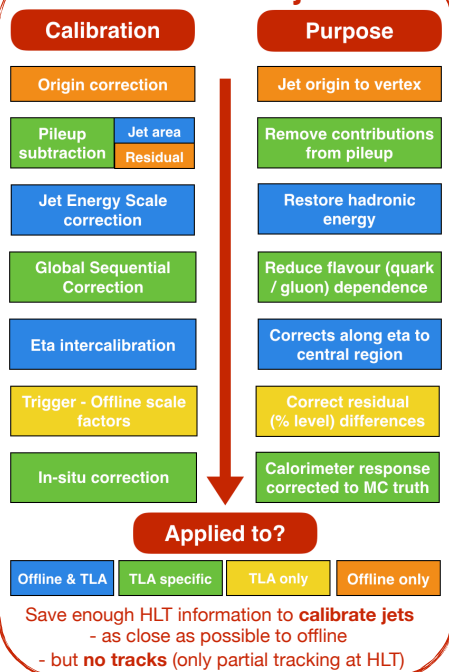 Calibration
Purpose
Origin correction
Jet origin to vertex
Pileup
subtraction
Jet area
Residual
Remove contributions
from pileup
Jet Energy Scale
correction
Restore hadronic
energy
Global Sequential
Correction
Reduce flavour (quark
/ gluon) dependence
Eta intercalibration
Corrects along eta to
central region
Trigger - Offline scale
factors
Correct residual
(% level) differences
In-situ correction
Calorimeter response
corrected to MC truth
Applied to?
Offline & TLA
TLA specific
TLA only
Offline only
Save enough HLT information to calibrate jets
- as close as possible to offline
- but no tracks (only partial tracking at HLT)